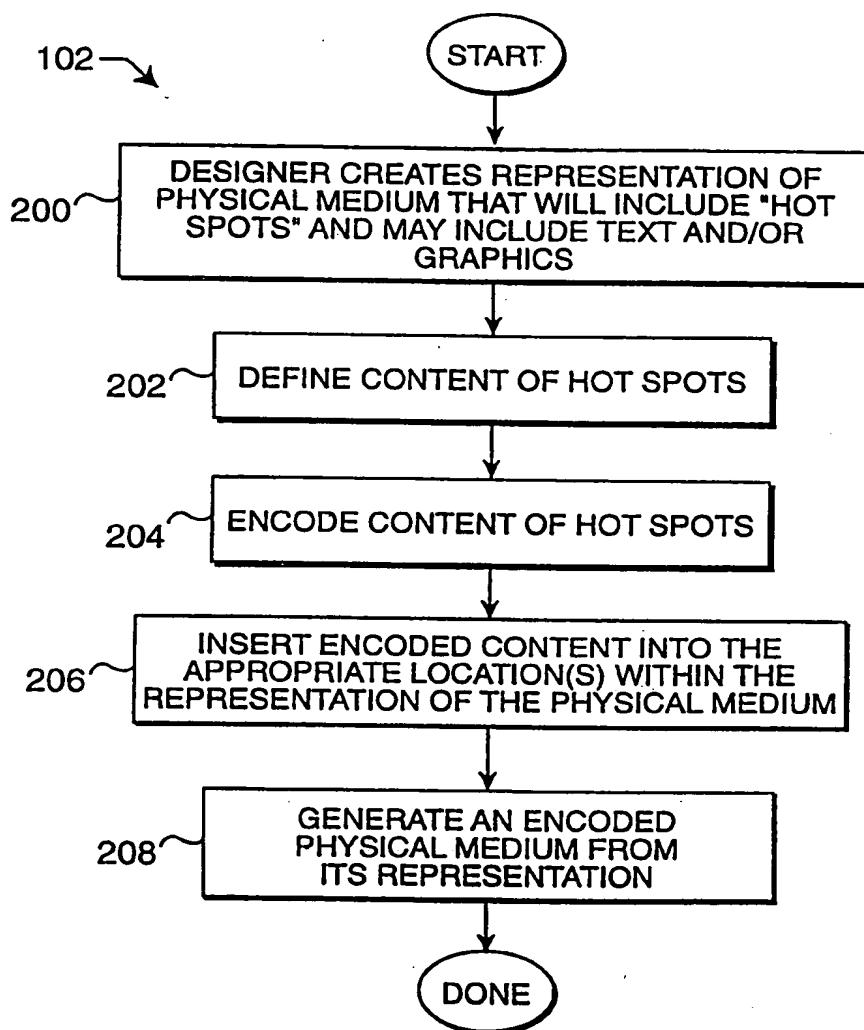 START
102
DESIGNER CREATES REPRESENTATION OF
PHYSICAL MEDIUM THAT WILL INCLUDE "HOT
SPOTS" AND MAY INCLUDE TEXT AND/OR
GRAPHICS
200
DEFINE CONTENT OF HOT SPOTS
202
ENCODE CONTENT OF HOT SPOTS
204
INSERT ENCODED CONTENT INTO THE
APPROPRIATE LOCATION(S) WITHIN THE
REPRESENTATION OF THE PHYSICAL MEDIUM
206
GENERATE AN ENCODED
PHYSICAL MEDIUM FROM
ITS REPRESENTATION
208
DONE